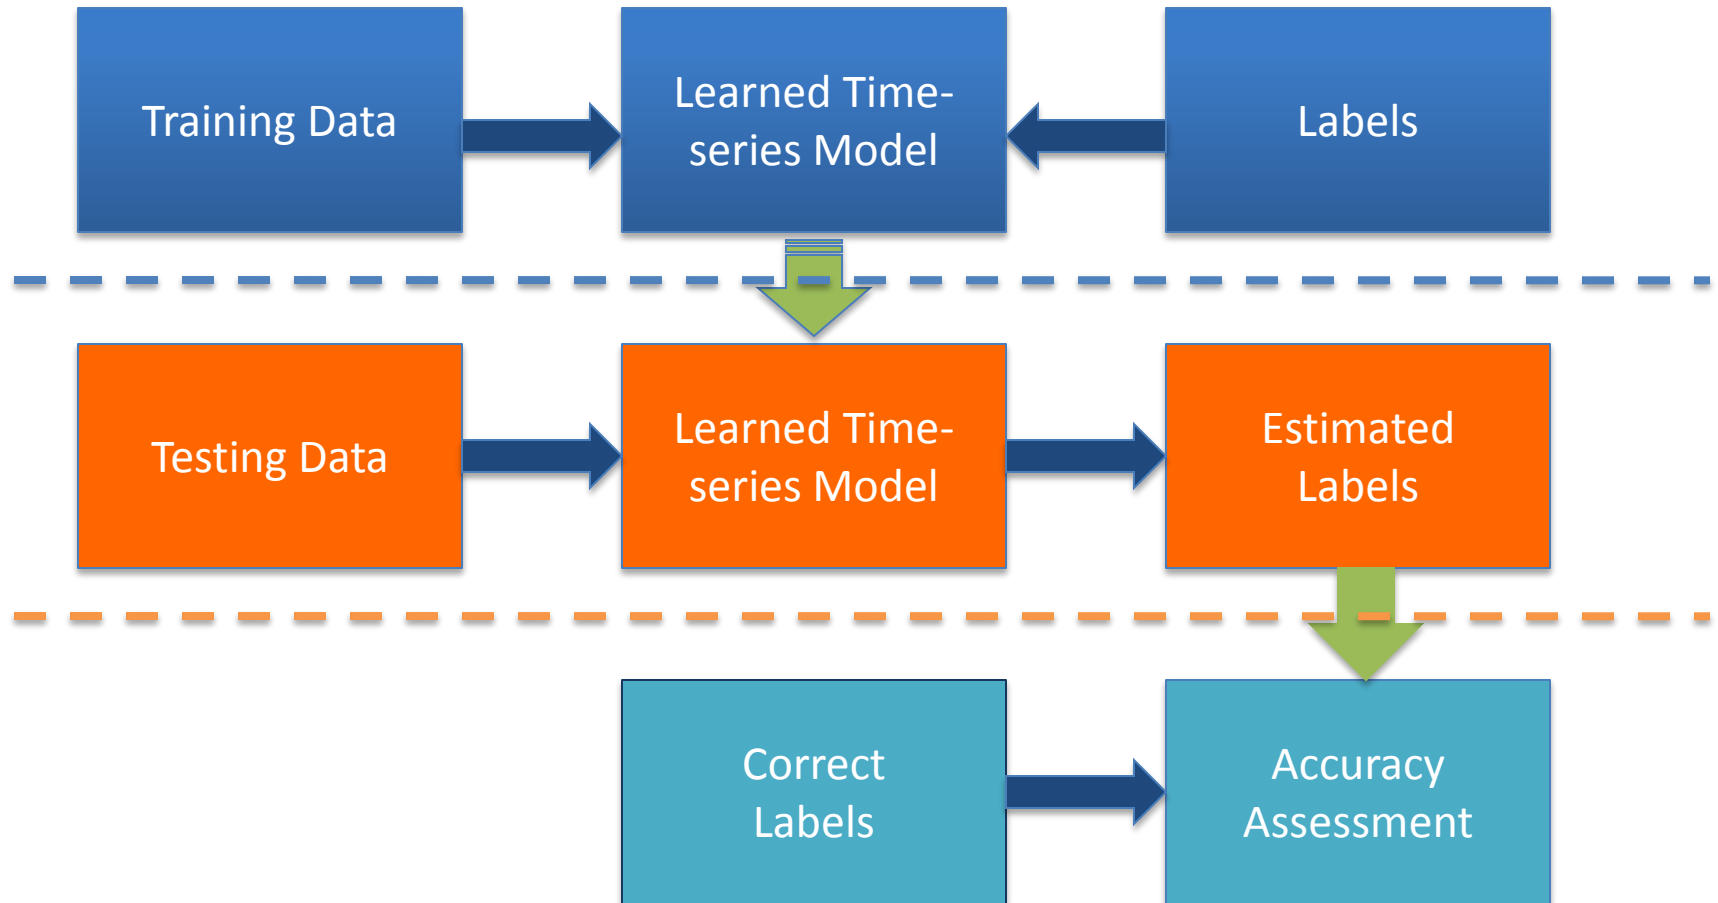 Training Data
Learned Time-
series Model
Labels
Testing Data
Learned Time-
series Model
Estimated
Labels
Correct
Labels
Accuracy
Assessment